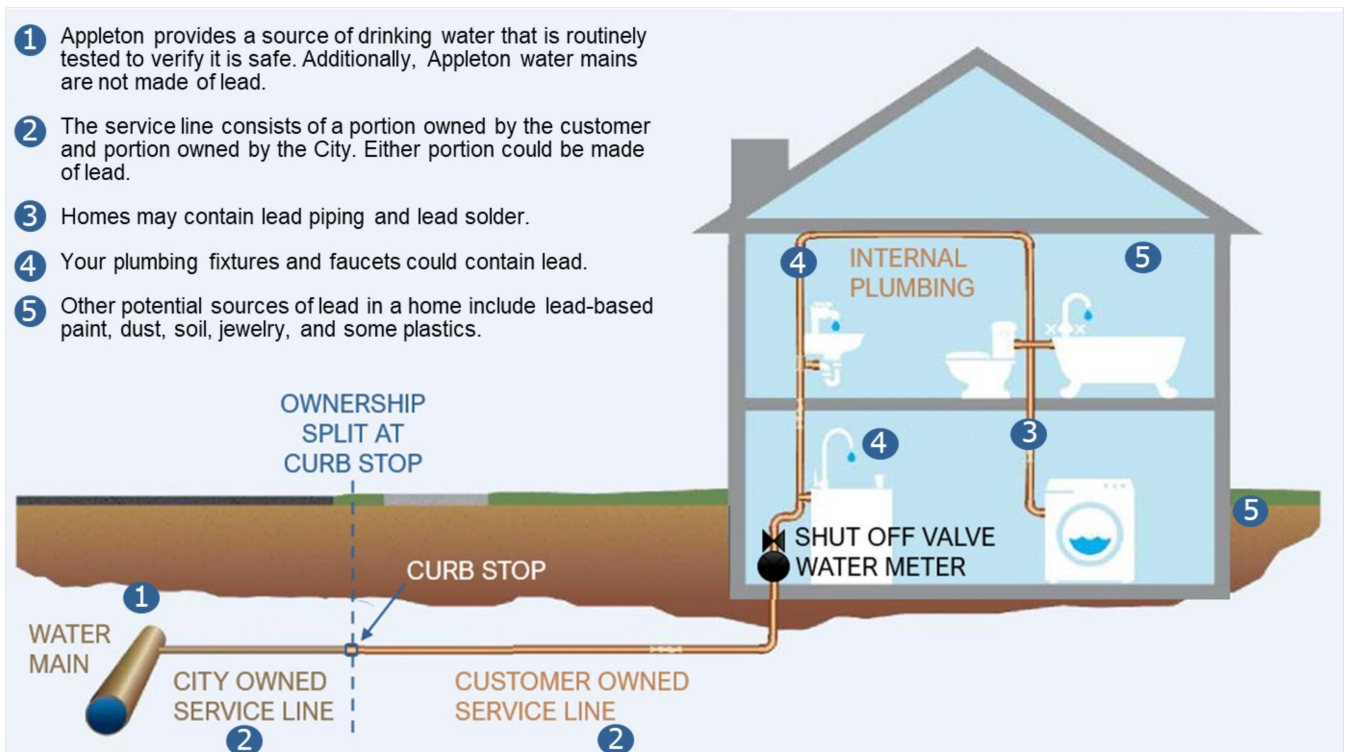 1 Appleton provides a source of drinking water that is routinely
tested to verify it is safe. Additionally, Appleton water mains
are not made of lead.
2 The service line consists of a portion owned by the customer
and portion owned by the City. Either portion could be made
of lead.
3 Homes may contain lead piping and lead solder.
4 Your plumbing fixtures and faucets could contain lead.
5 Other potential sources of lead in a home include lead-based
paint, dust, soil, jewelry, and some plastics.
4
INTERNAL
PLUMBING
5
OWNERSHIP
SPLIT AT
CURB STOP
4
3
5
SHUT OFF VALVE
WATER METER
CURB STOP
1
WATER
MAIN
CITY OWNED
SERVICE LINE
2
CUSTOMER OWNED
SERVICE LINE
2